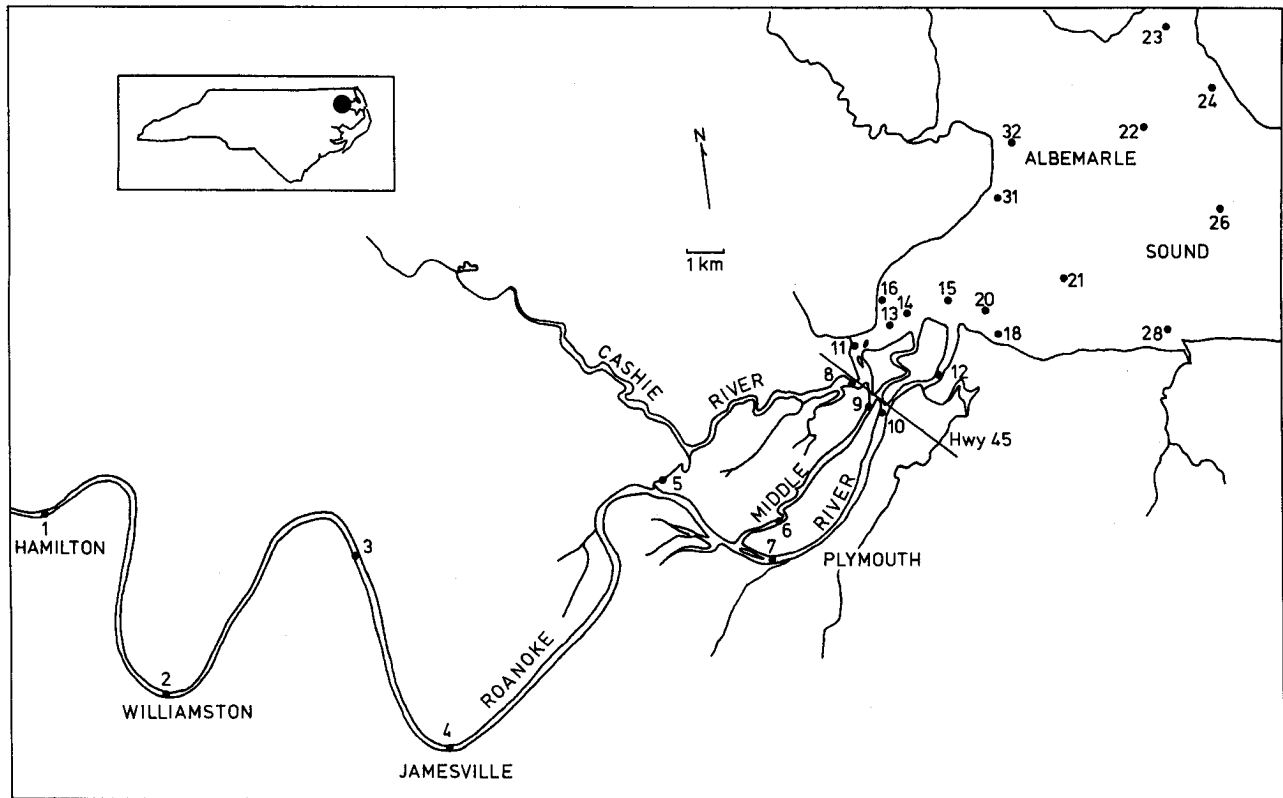 23
24
22
32
ALBEMARLE
N
31
26
SOUND
1 km
21
16
14
15
20
13
18
28
11
CASHIE
RIVER
8
12
9
10
Hwy 45
5
MIDDLE
RIVER
6
7
PLYMOUTH
1
HAMILTON
3
ROANOKE
2
WILLIAMSTON
4
JAMESVILLE